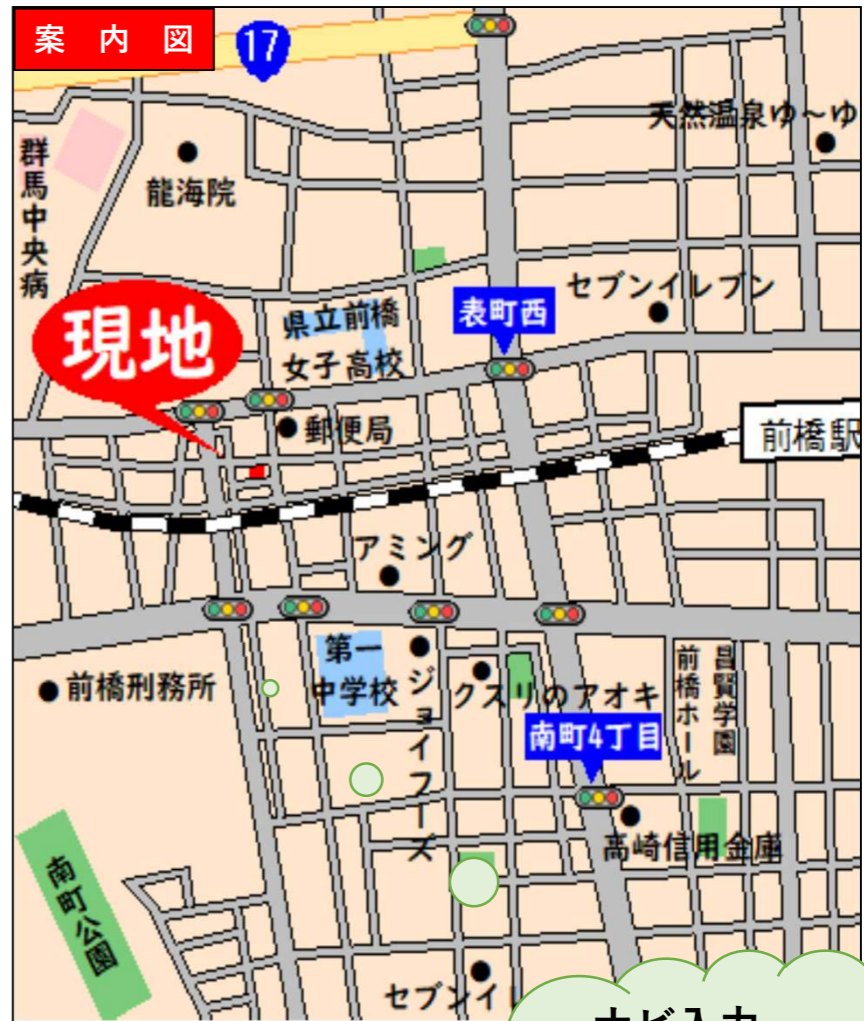 案内図
17
天然温泉ゆ～ゆ
群馬中央病
龍海院
セブンイレブン
県立前橋
女子高校
表町西
現地
郵便局
前橋駅
アミング
第一
中学校
前橋刑務所
ジョイフーズ
クスリのアオキ
昌賢学園
前橋ホール
南町4丁目
高崎信用金庫
南町公園
セブンイレ
ナビ入力